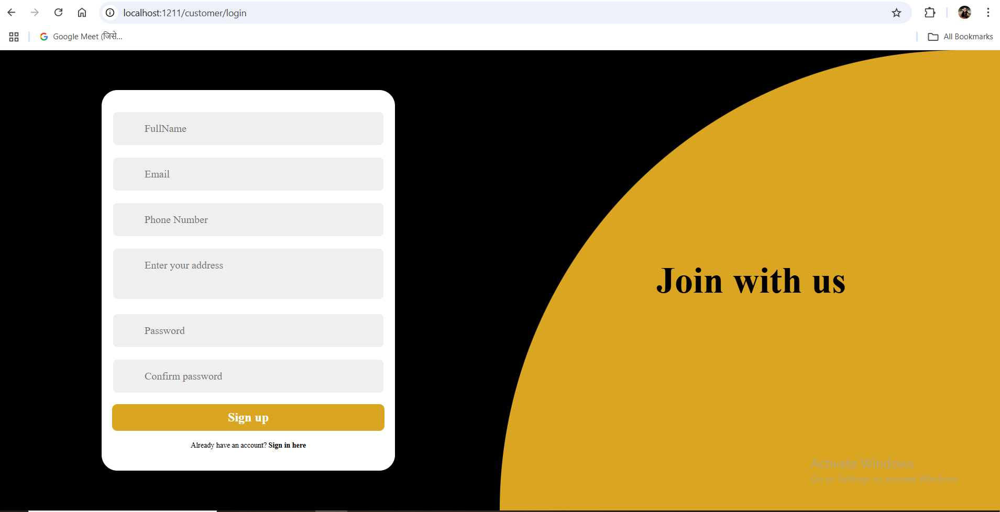 localhost:1211/customer/login
Google Meet (जिसे...
All Bookmarks
FullName
Email
Phone Number
Enter your address
Password
Confirm password
Sign up
Already have an account? Sign in here
Join with us
Activate Windows
Go to Settings to activate Windows.